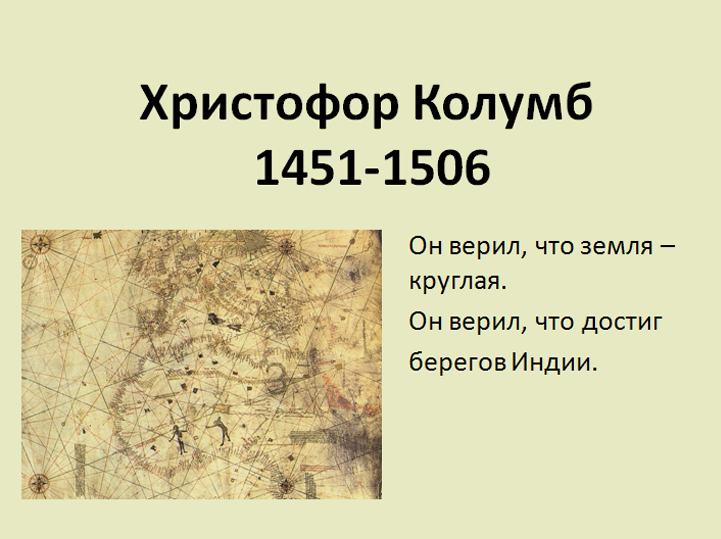 Христофор Колумб
1451-1506
Он верил, что земля –
круглая.
Он верил, что достиг
берегов Индии.